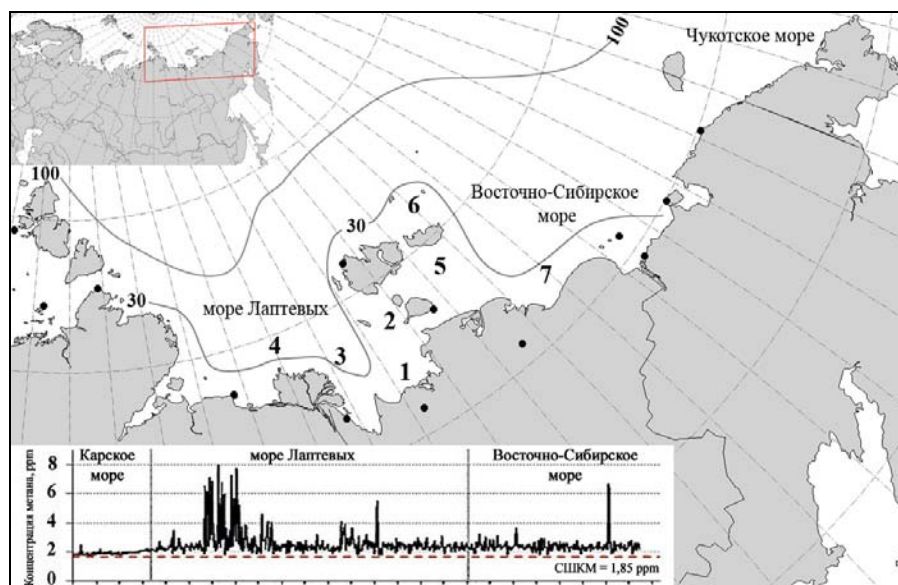 Чукотское море
100
100
Восточно-Сибирское
море
6
30
5
7
море Лаптевых
30
2
4
3
1
Концентрация метана, ppm
8
6
4
2
0
Карское
море
море Лаптевых
Восточно-Сибирское
море
СШКМ = 1,85 ppm